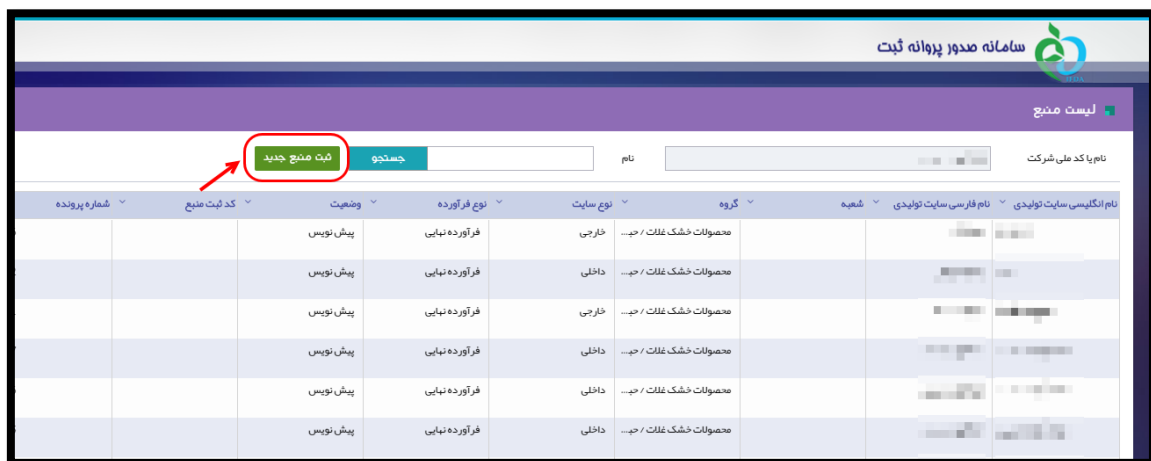 سامانه صدور پروانه ثبت
لیست منبع
نام یا کد ملی شرکت نام جستجو ثبت منبع جدید
نام انگلیسی سایت تولیدی نام فارسی سایت تولیدی شعبه گروه نوع سایت نوع فرآورده وضعیت کد ثبت منبع شماره پرونده
محصولات خشک غلات / حبـ... خارجی فرآورده نهایی پیش نویس
محصولات خشک غلات / حبـ... داخلی فرآورده نهایی پیش نویس
محصولات خشک غلات / حبـ... خارجی فرآورده نهایی پیش نویس
محصولات خشک غلات / حبـ... داخلی فرآورده نهایی پیش نویس
محصولات خشک غلات / حبـ... داخلی فرآورده نهایی پیش نویس
محصولات خشک غلات / حبـ... داخلی فرآورده نهایی پیش نویس